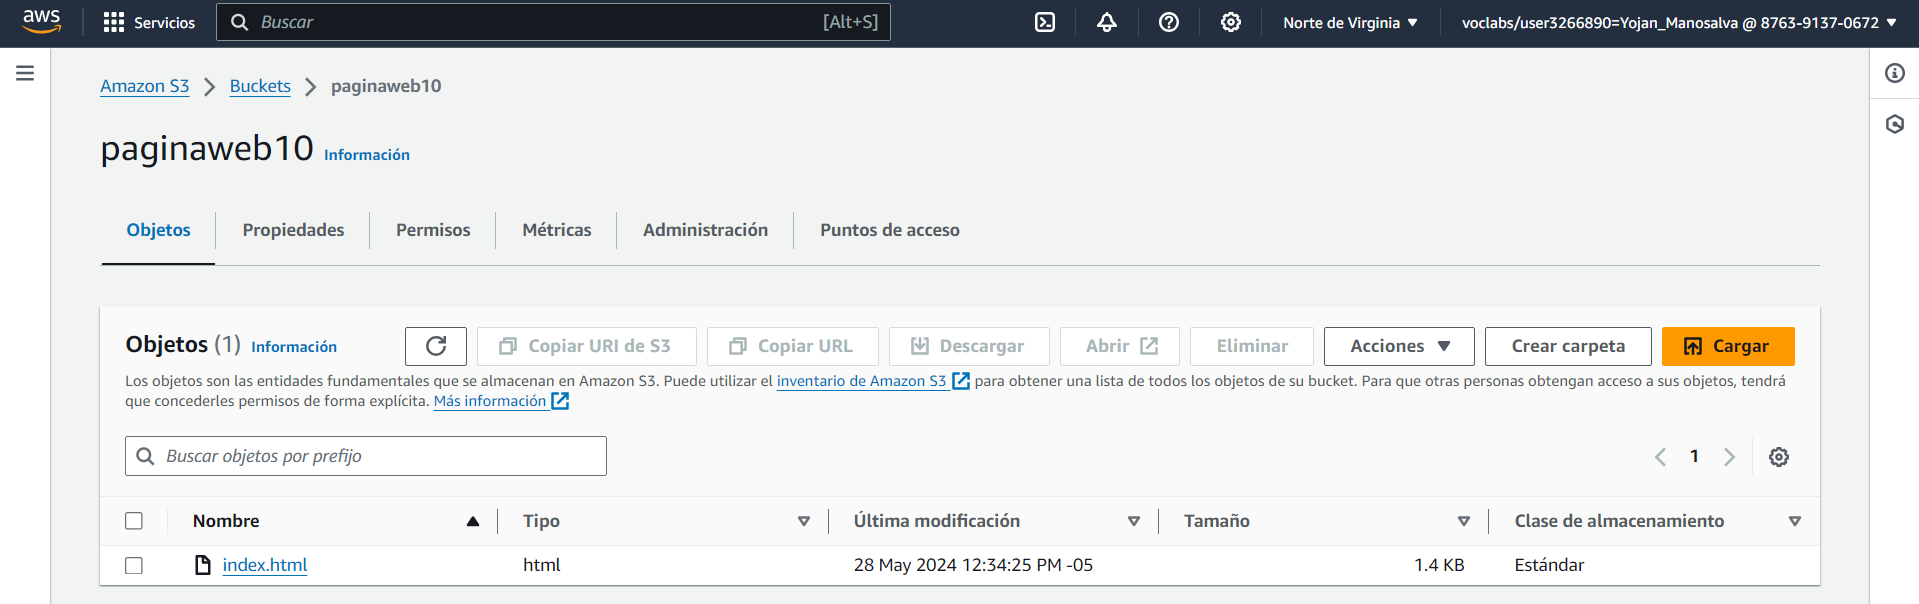 aws Servicios Buscar [Alt+S] Norte de Virginia voclabs/user3266890=Yojan_Manosalva @ 8763-9137-0672
Amazon S3 Buckets paginaweb10
paginaweb10 Información
Objetos Propiedades Permisos Métricas Administración Puntos de acceso
Objetos (1) Información Copiar URI de S3 Copiar URL Descargar Abrir Eliminar Acciones Crear carpeta Cargar
Los objetos son las entidades fundamentales que se almacenan en Amazon S3. Puede utilizar el inventario de Amazon S3 para obtener una lista de todos los objetos de su bucket. Para que otras personas obtengan acceso a sus objetos, tendrá
que concederles permisos de forma explícita. Más información
Buscar objetos por prefijo 1
Nombre Tipo Última modificación Tamaño Clase de almacenamiento
index.html html 28 May 2024 12:34:25 PM -05 1.4 KB Estándar